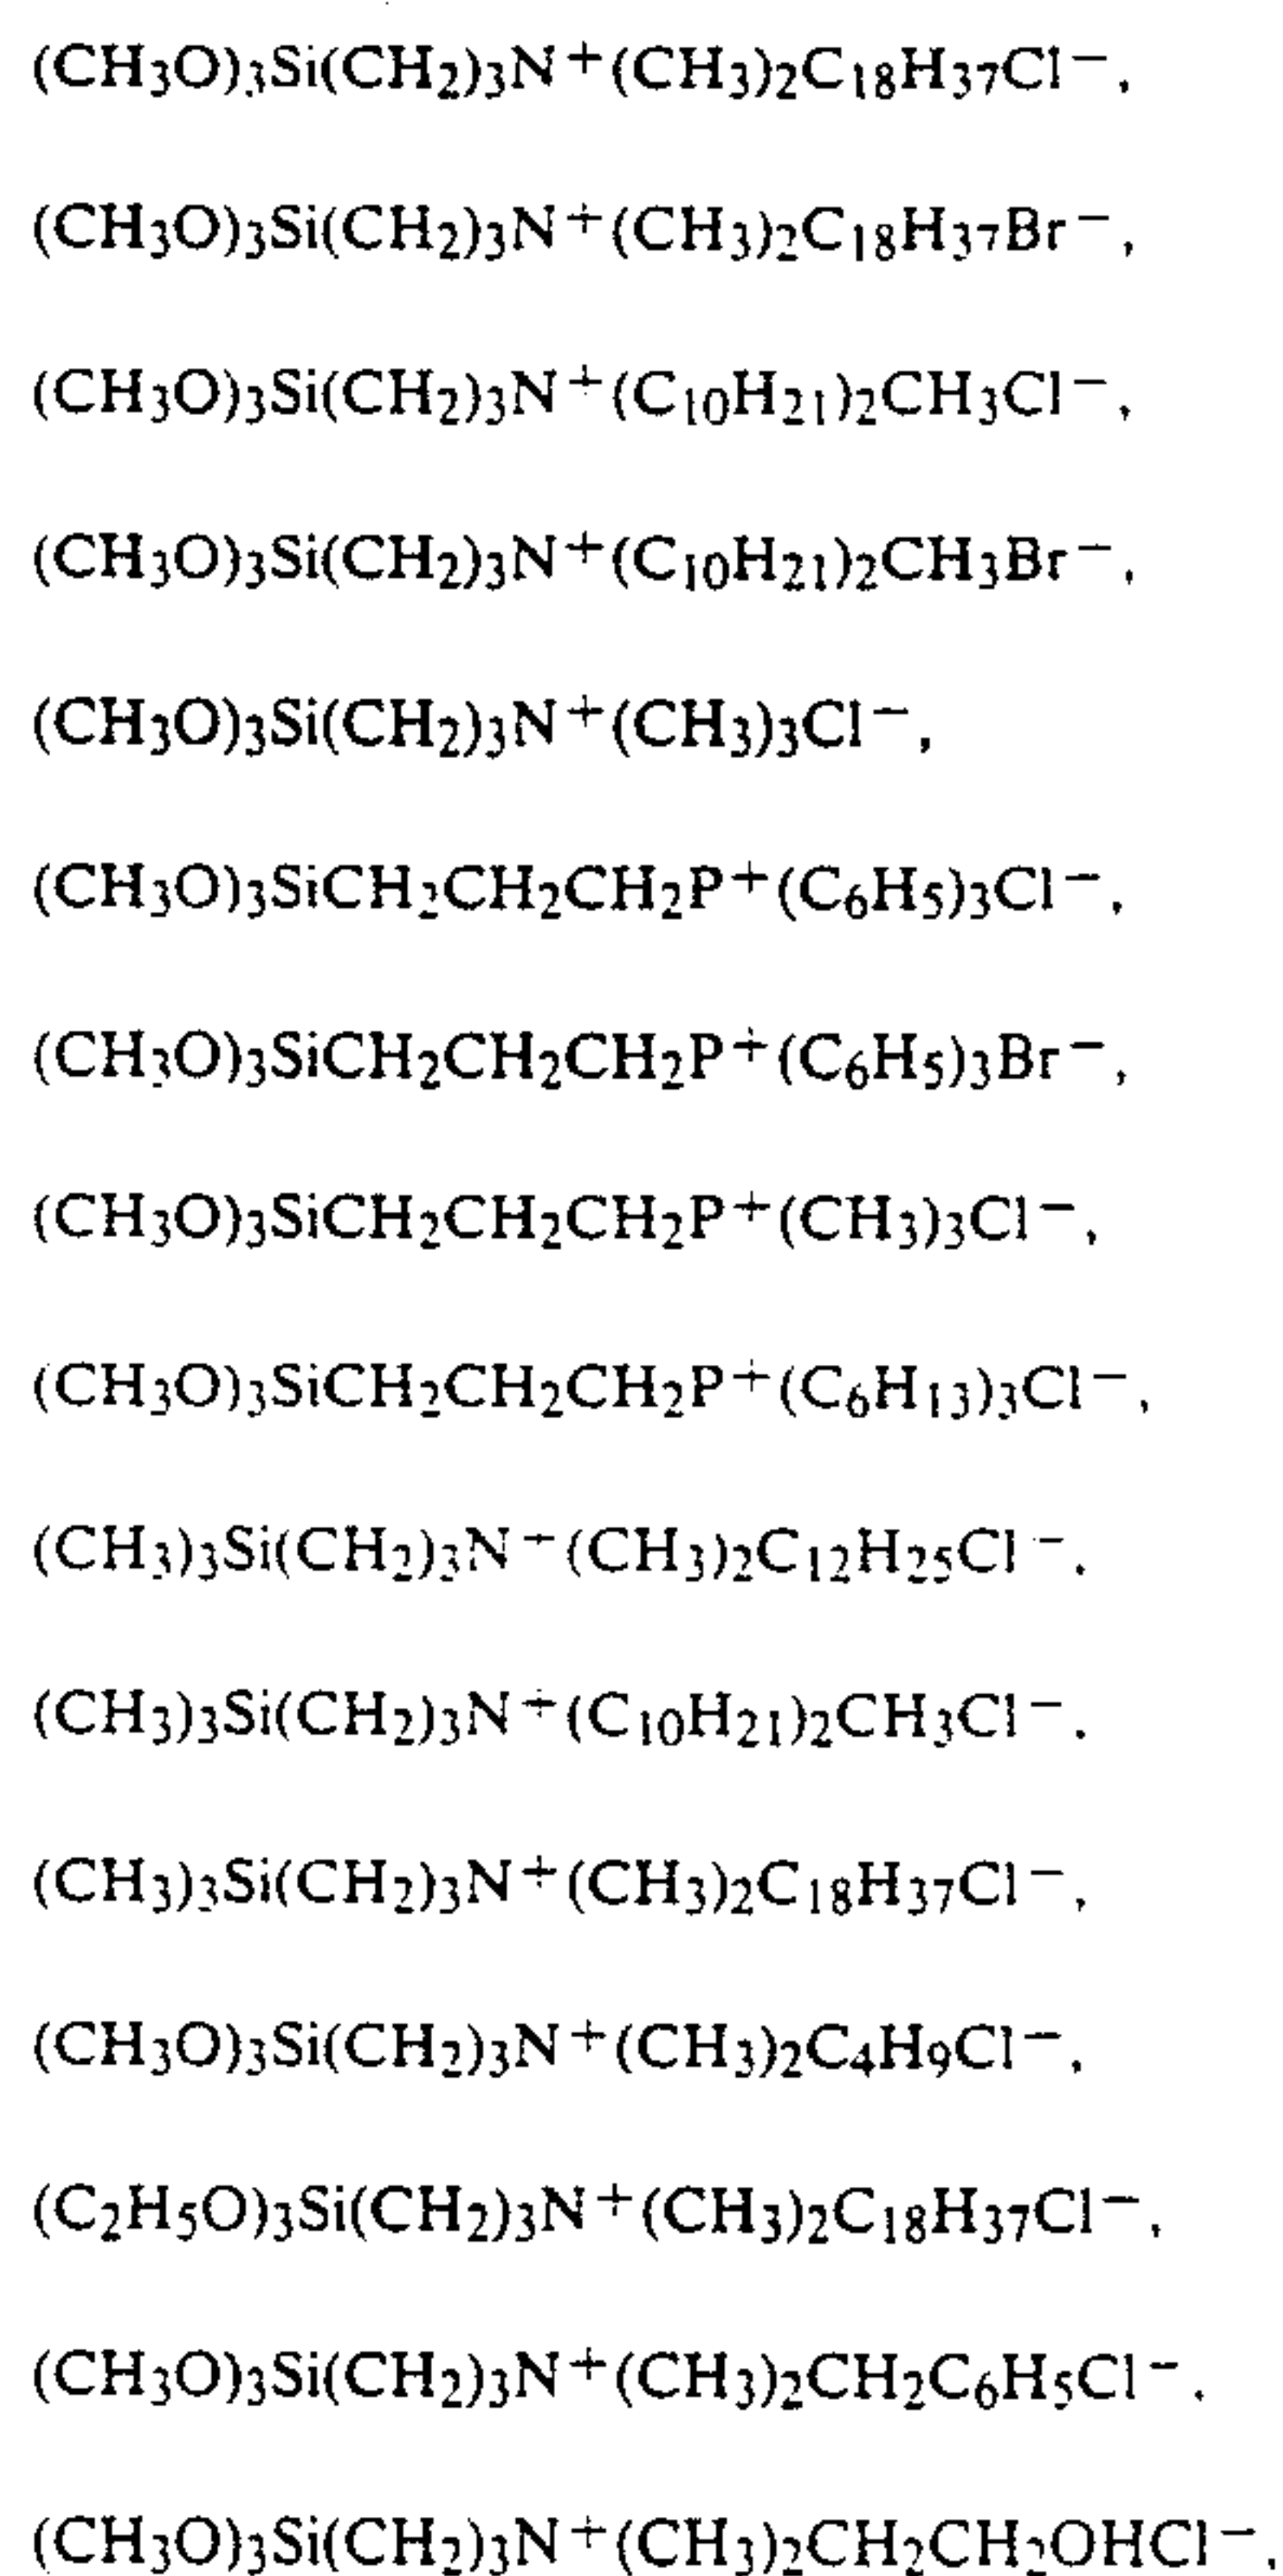 (CH₃O)₃Si(CH₂)₃N⁺(CH₃)₂C₁₈H₃₇Cl⁻,
(CH₃O)₃Si(CH₂)₃N⁺(CH₃)₂C₁₈H₃₇Br⁻,
(CH₃O)₃Si(CH₂)₃N⁺(C₁₀H₂₁)₂CH₃Cl⁻,
(CH₃O)₃Si(CH₂)₃N⁺(C₁₀H₂₁)₂CH₃Br⁻,
(CH₃O)₃Si(CH₂)₃N⁺(CH₃)₃Cl⁻,
(CH₃O)₃SiCH₂CH₂CH₂P⁺(C₆H₅)₃Cl⁻,
(CH₃O)₃SiCH₂CH₂CH₂P⁺(C₆H₅)₃Br⁻,
(CH₃O)₃SiCH₂CH₂CH₂P⁺(CH₃)₃Cl⁻,
(CH₃O)₃SiCH₂CH₂CH₂P⁺(C₆H₁₃)₃Cl⁻,
(CH₃)₃Si(CH₂)₃N⁺(CH₃)₂C₁₂H₂₅Cl⁻,
(CH₃)₃Si(CH₂)₃N⁺(C₁₀H₂₁)₂CH₃Cl⁻,
(CH₃)₃Si(CH₂)₃N⁺(CH₃)₂C₁₈H₃₇Cl⁻,
(CH₃O)₃Si(CH₂)₃N⁺(CH₃)₂C₄H₉Cl⁻,
(C₂H₅O)₃Si(CH₂)₃N⁺(CH₃)₂C₁₈H₃₇Cl⁻,
(CH₃O)₃Si(CH₂)₃N⁺(CH₃)₂CH₂C₆H₅Cl⁻,
(CH₃O)₃Si(CH₂)₃N⁺(CH₃)₂CH₂CH₂OHCl⁻,